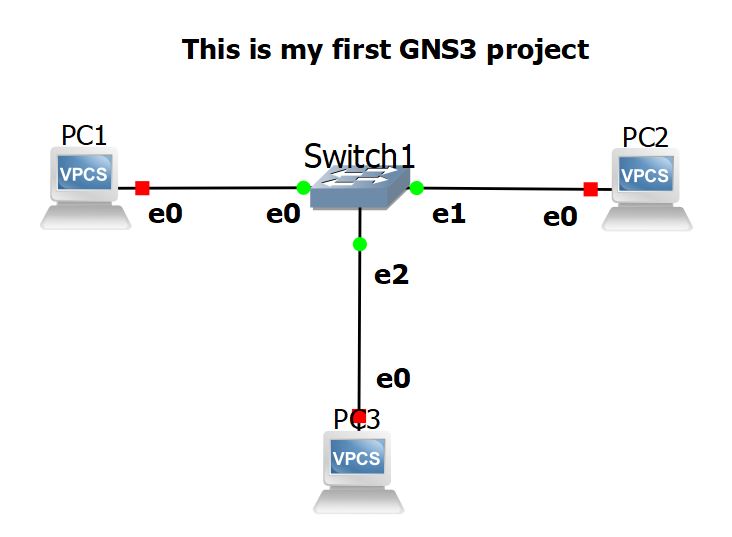 This is my first GNS3 project
PC1
Switch1
PC2
VPCS
VPCS
e0
e0
e1
e0
e2
e0
PC3
VPCS